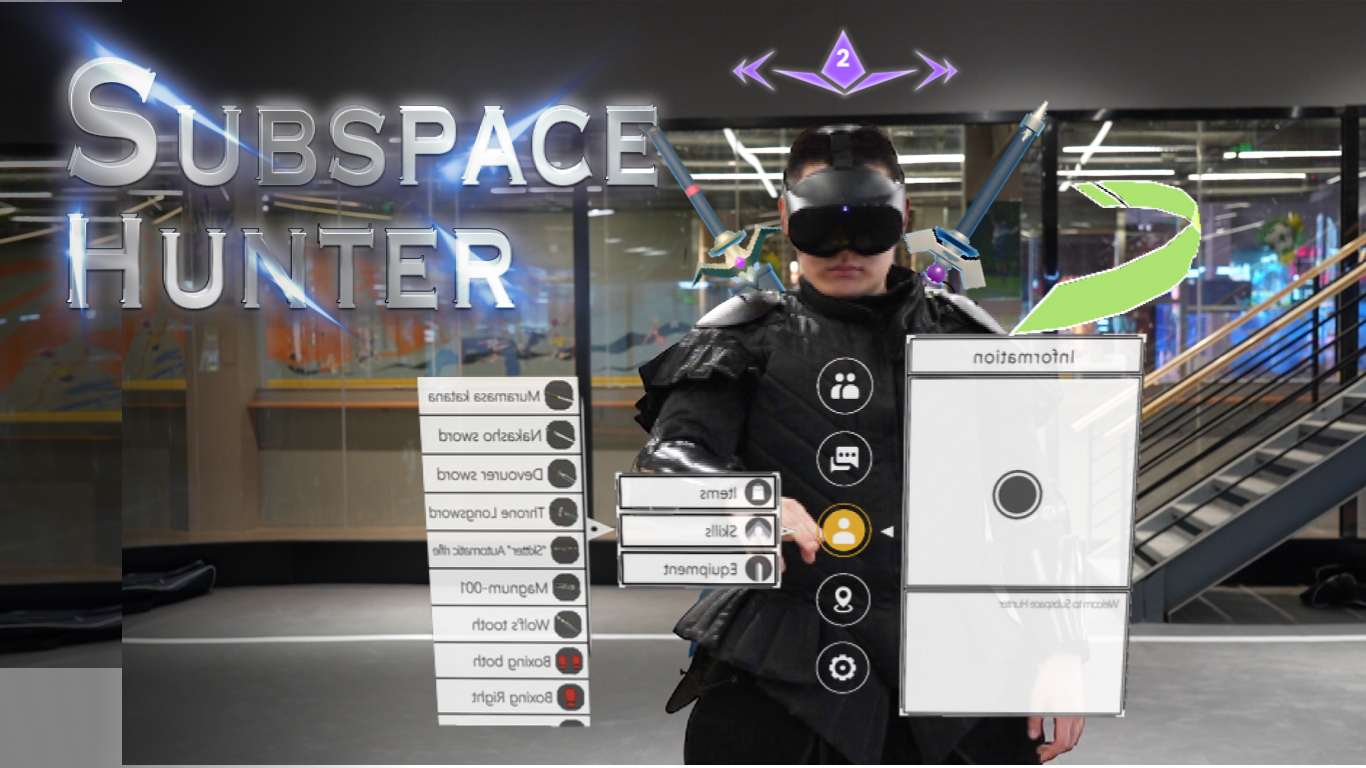 SUBSPACE
HUNTER
2
Information
Welcom to Subspace Hunter
Items
Skills
Equipment
Muramasa katana
Nakasho sword
Devourer sword
Throne Longsword
"Skitter" Automatic rifle
Magnum-001
Wolf's tooth
Boxing both
Boxing Right